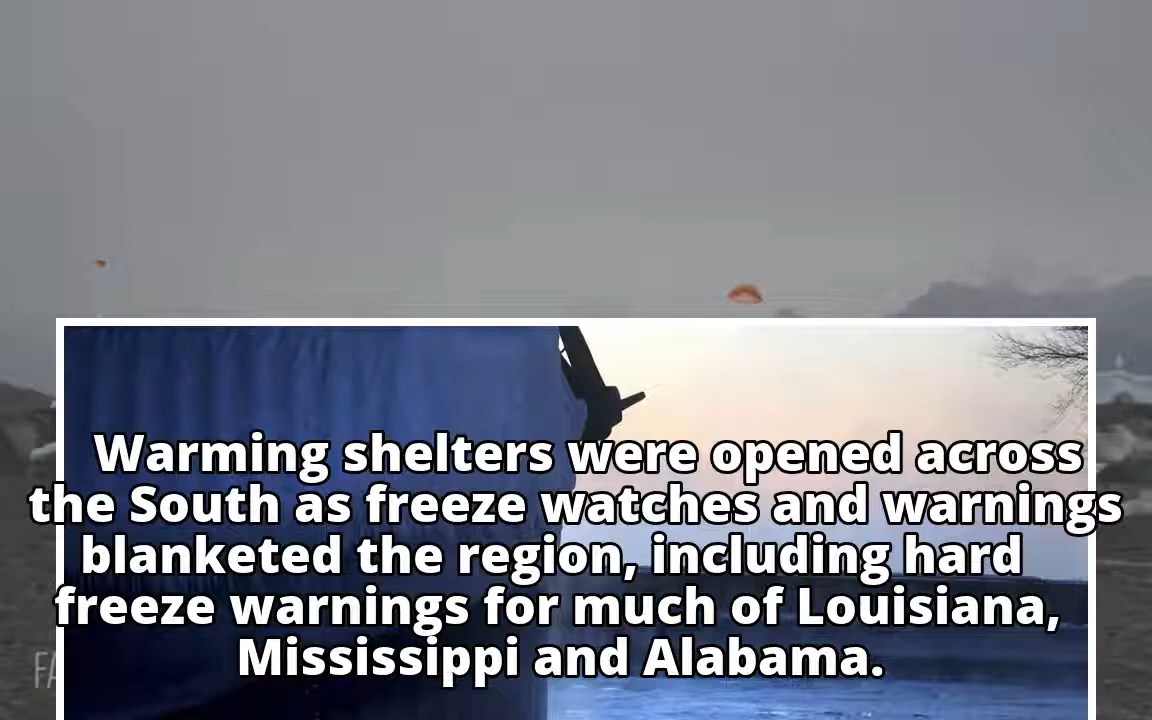 Warming shelters were opened across
the South as freeze watches and warnings
blanketed the region, including hard
freeze warnings for much of Louisiana,
Mississippi and Alabama.
FA